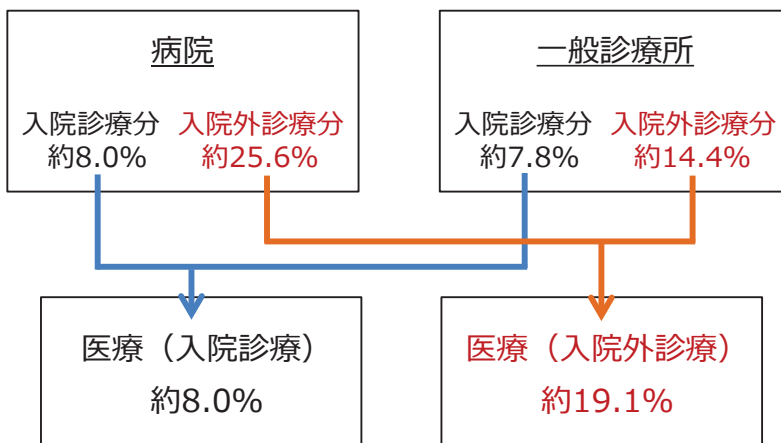 病院
入院診療分 入院外診療分
約8.0% 約25.6%
一般診療所
入院診療分 入院外診療分
約7.8% 約14.4%
医療（入院診療）
約8.0%
医療（入院外診療）
約19.1%